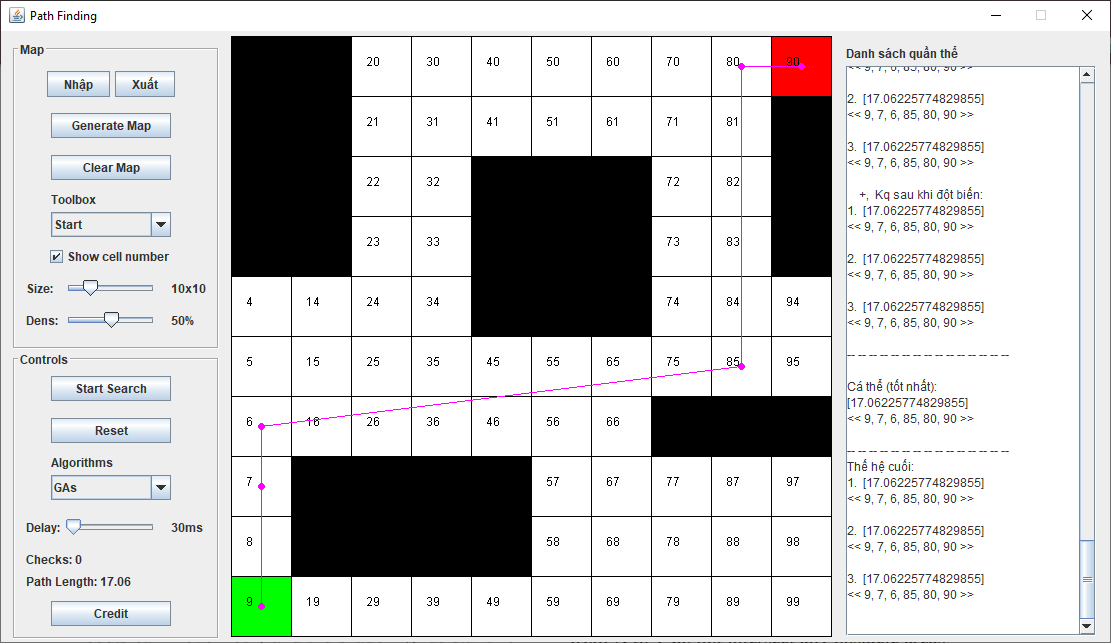 Path Finding
Map
Nhập Xuất
Generate Map
Clear Map
Toolbox
Start
Show cell number
Size: 10x10
Dens: 50%
Controls
Start Search
Reset
Algorithms
GAs
Delay: 30ms
Checks: 0
Path Length: 17.06
Credit
20 30 40 50 60 70 80 90
21 31 41 51 61 71 81
22 32 72 82
23 33 73 83
4 14 24 34 74 84 94
5 15 25 35 45 55 65 75 85 95
6 16 26 36 46 56 66
7 57 67 77 87 97
8 58 68 78 88 98
9 19 29 39 49 59 69 79 89 99
Danh sách quần thể
<< 9, 7, 6, 85, 80, 90 >>
2. [17.06225774829855]
<< 9, 7, 6, 85, 80, 90 >>
3. [17.06225774829855]
<< 9, 7, 6, 85, 80, 90 >>
+, Kq sau khi đột biến:
1. [17.06225774829855]
<< 9, 7, 6, 85, 80, 90 >>
2. [17.06225774829855]
<< 9, 7, 6, 85, 80, 90 >>
3. [17.06225774829855]
<< 9, 7, 6, 85, 80, 90 >>
-- -- -- -- -- -- -- -- -- -- -- -- -- -- --
Cá thể (tốt nhất):
[17.06225774829855]
<< 9, 7, 6, 85, 80, 90 >>
-- -- -- -- -- -- -- -- -- -- -- -- -- -- --
Thế hệ cuối:
1. [17.06225774829855]
<< 9, 7, 6, 85, 80, 90 >>
2. [17.06225774829855]
<< 9, 7, 6, 85, 80, 90 >>
3. [17.06225774829855]
<< 9, 7, 6, 85, 80, 90 >>